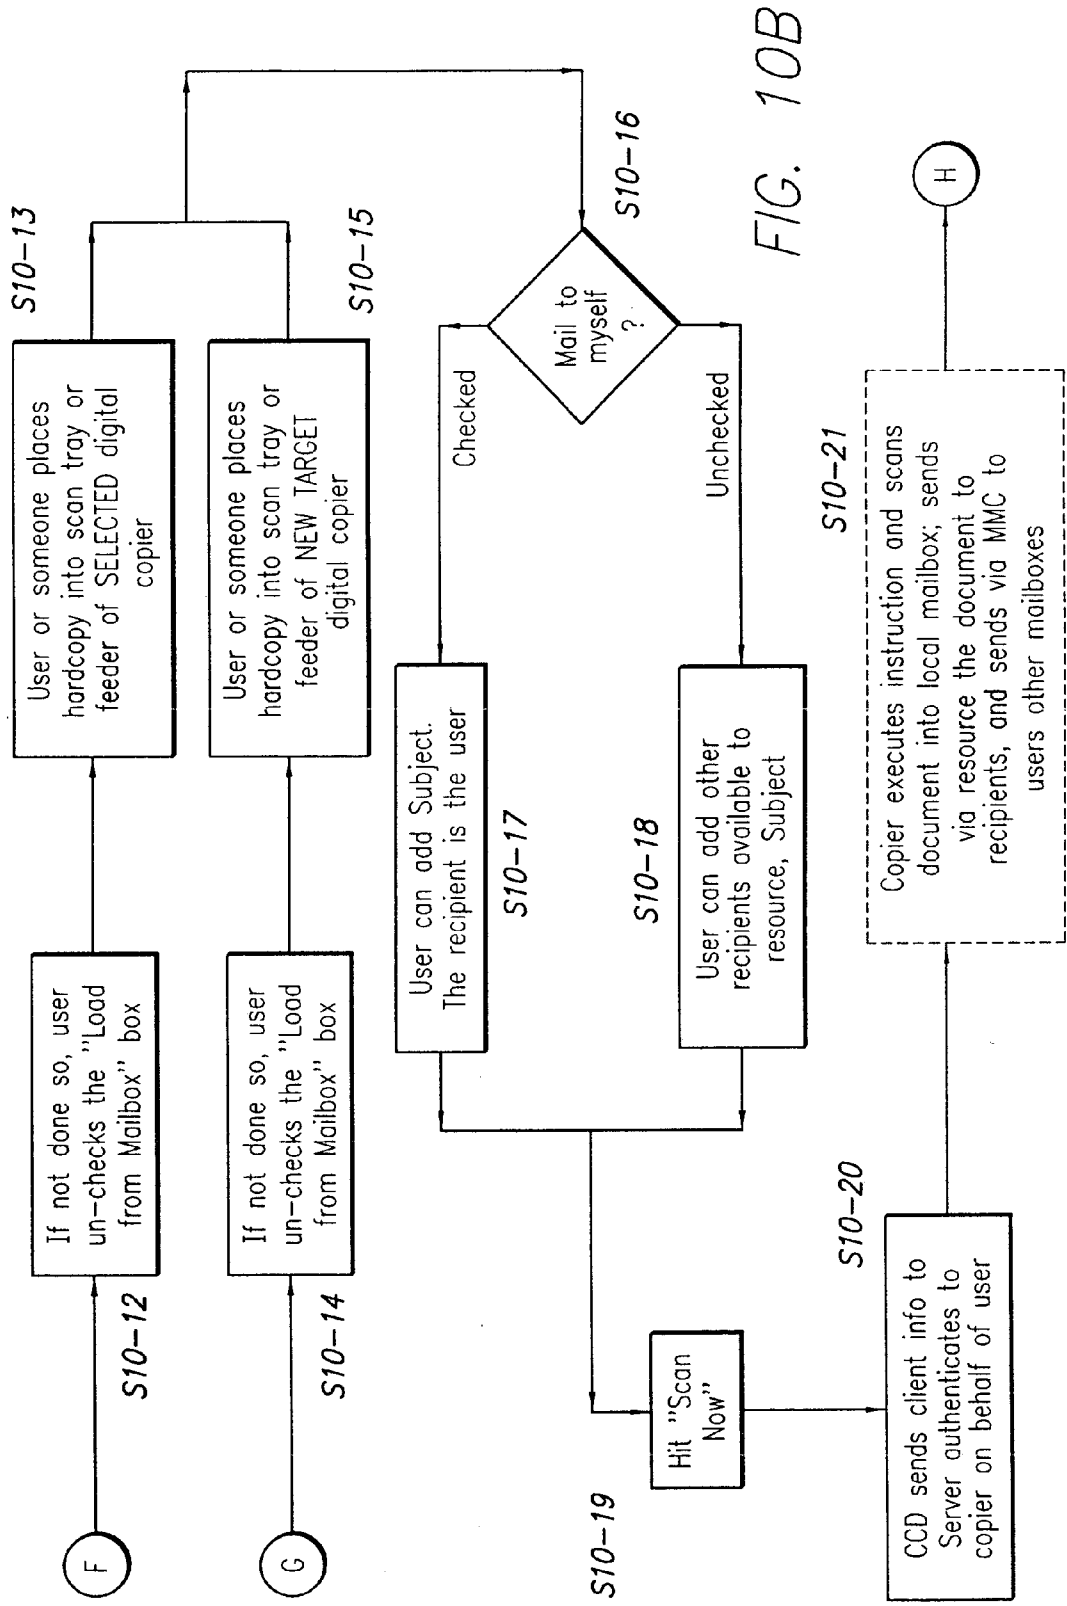 F
If not done so, user
un-checks the "Load
from Mailbox" box
S10-12
User or someone places
hardcopy into scan tray or
feeder of SELECTED digital
copier
S10-13
G
If not done so, user
un-checks the "Load
from Mailbox" box
S10-14
User or someone places
hardcopy into scan tray or
feeder of NEW TARGET
digital copier
S10-15
Mail to
myself
?
S10-16
Checked
Unchecked
User can add Subject.
The recipient is the user
S10-17
User can add other
recipients available to
resource, Subject
S10-18
Hit "Scan
Now"
S10-19
CCD sends client info to
Server authenticates to
copier on behalf of user
S10-20
Copier executes instruction and scans
document into local mailbox; sends
via resource the document to
recipients, and sends via MMC to
users other mailboxes
S10-21
H
FIG. 10B